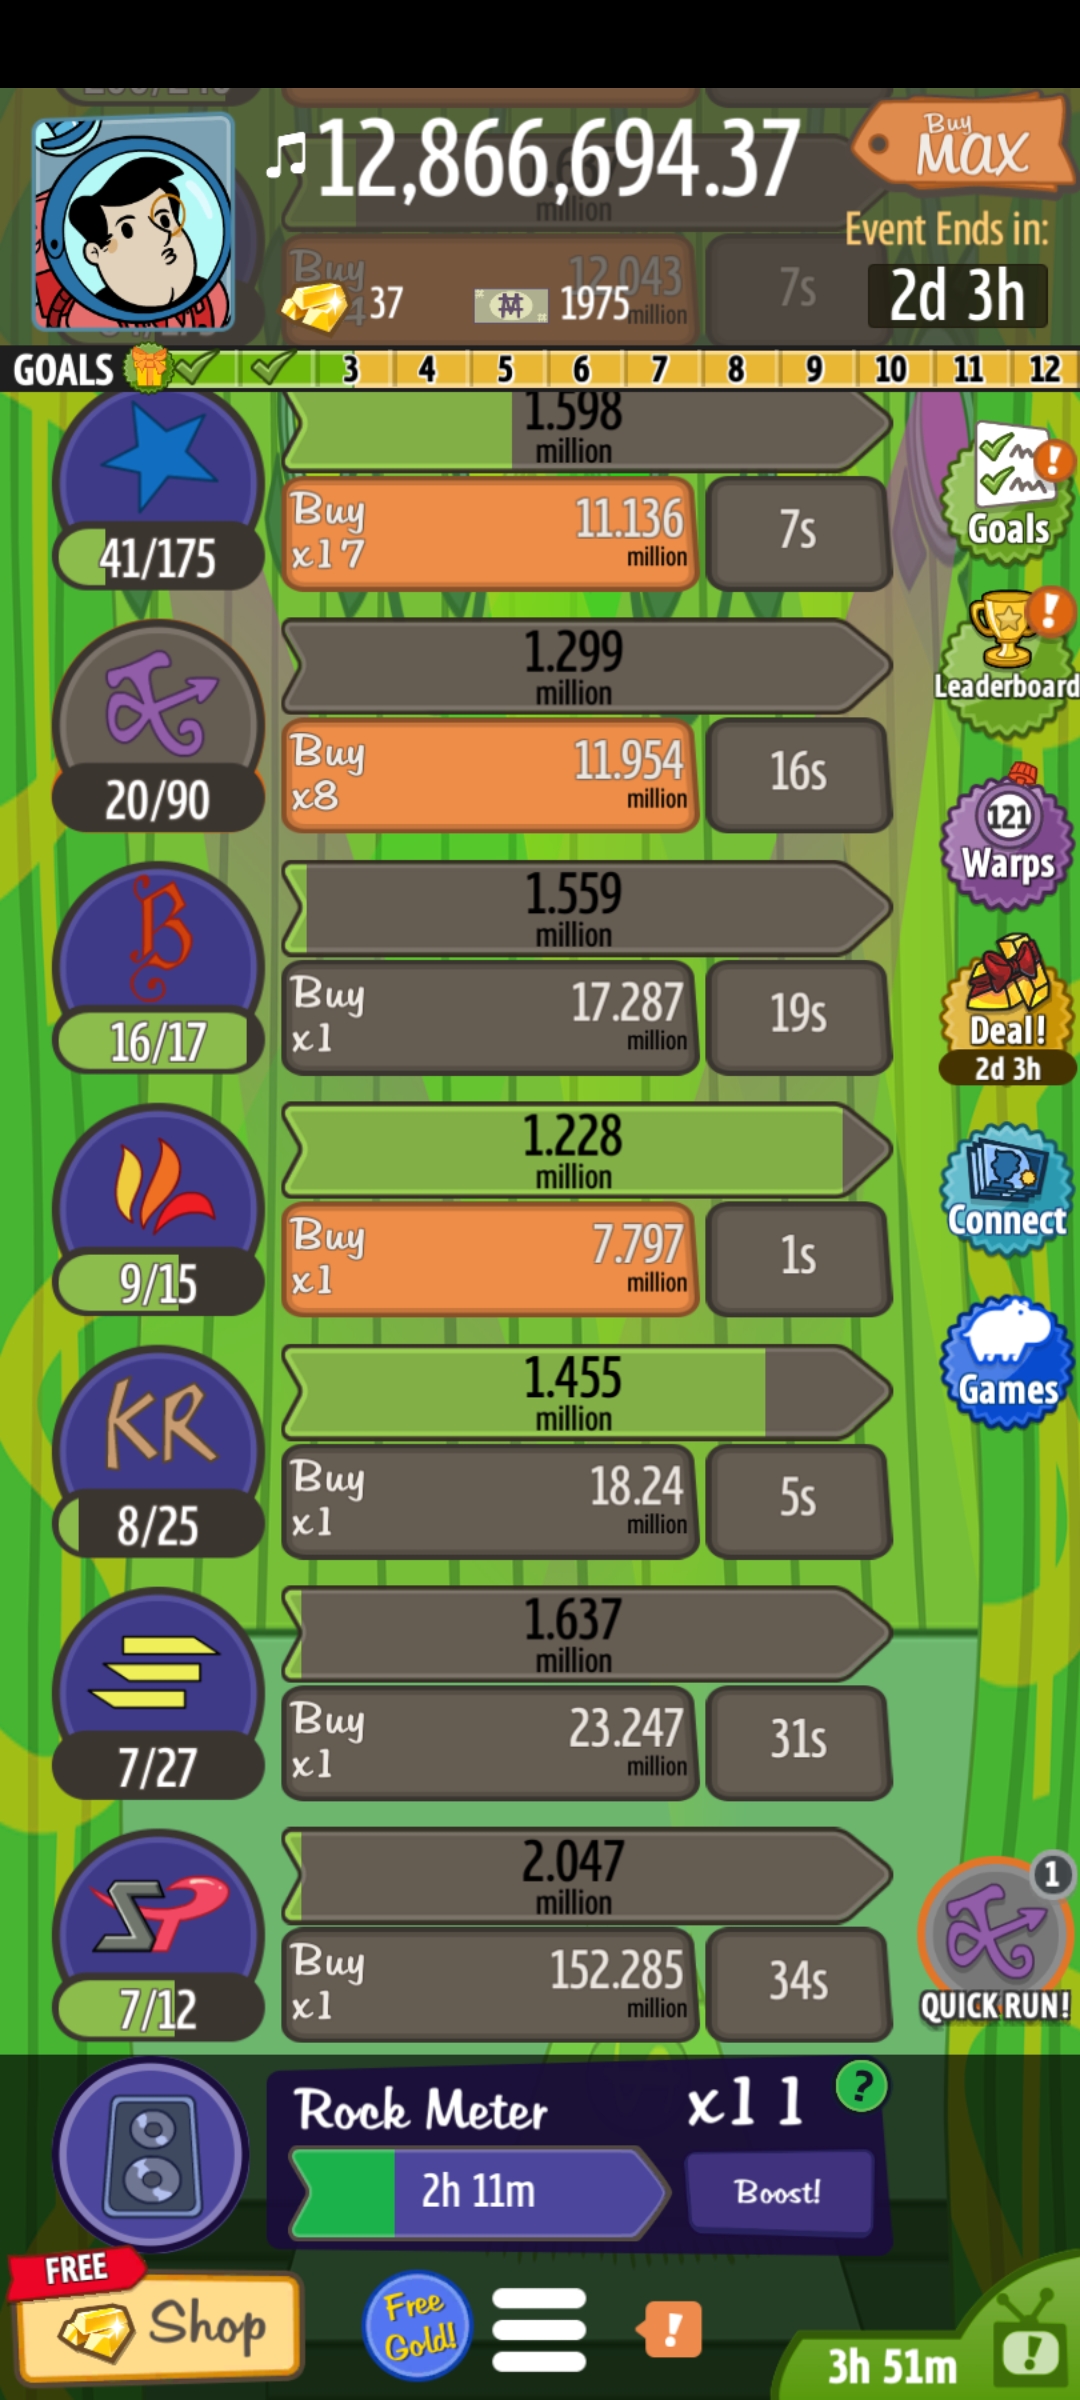 12,866,694.37
Buy
MAX
million
Event Ends in:
Buy
12.043
million
7s
37
1975
2d 3h
GOALS
3
4
5
6
7
8
9
10
11
12
1.598
million
41/175
Buy
x17
11.136
million
7s
Goals
1.299
million
20/90
Buy
x8
11.954
million
16s
Leaderboard
1.559
million
16/17
Buy
x1
17.287
million
19s
121
Warps
Deal!
2d 3h
1.228
million
9/15
Buy
x1
7.797
million
1s
Connect
1.455
million
KR
8/25
Buy
x1
18.24
million
5s
Games
1.637
million
7/27
Buy
x1
23.247
million
31s
2.047
million
SP
7/12
Buy
x1
152.285
million
34s
1
QUICK RUN!
Rock Meter
x11
?
2h 11m
Boost!
FREE
Shop
Free
Gold!
!
3h 51m
!